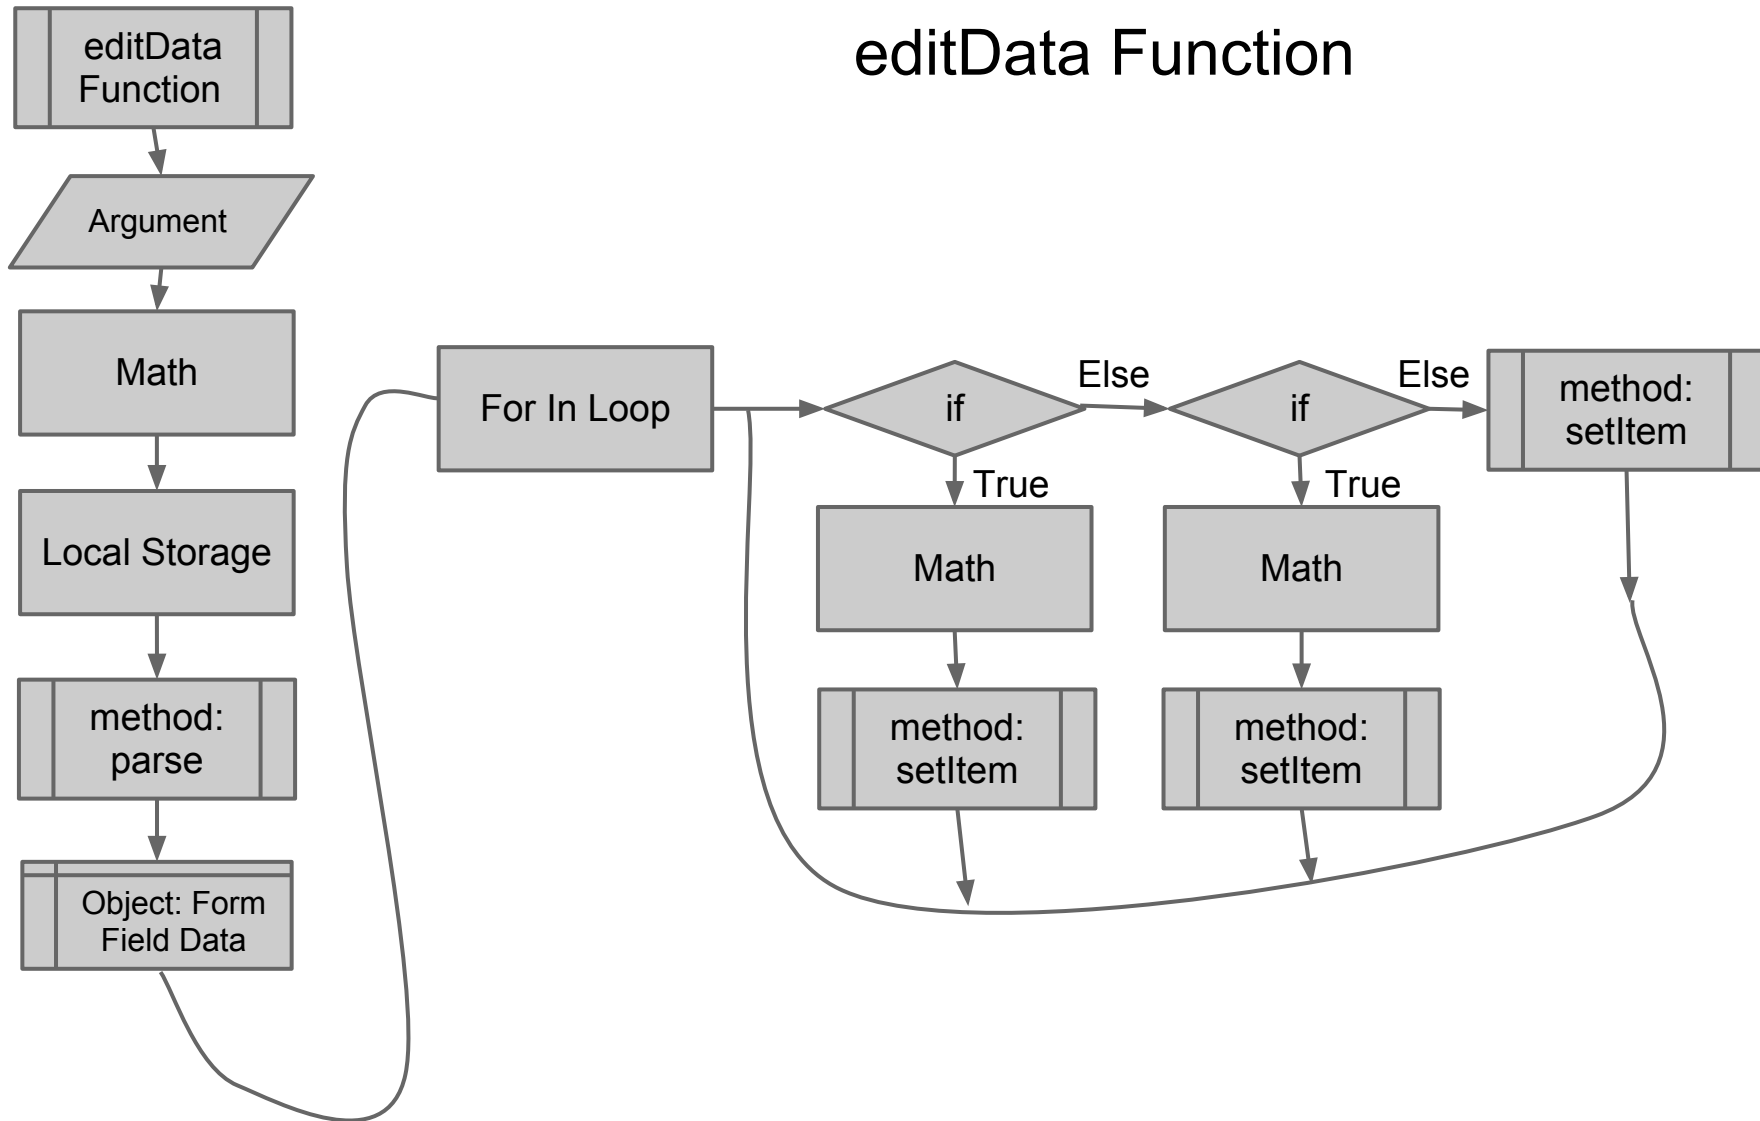 editData Function
editData
Function
Argument
Math
Local Storage
method:
parse
Object: Form
Field Data
For In Loop
if
Else
if
Else
method:
setItem
True
True
Math
Math
method:
setItem
method:
setItem